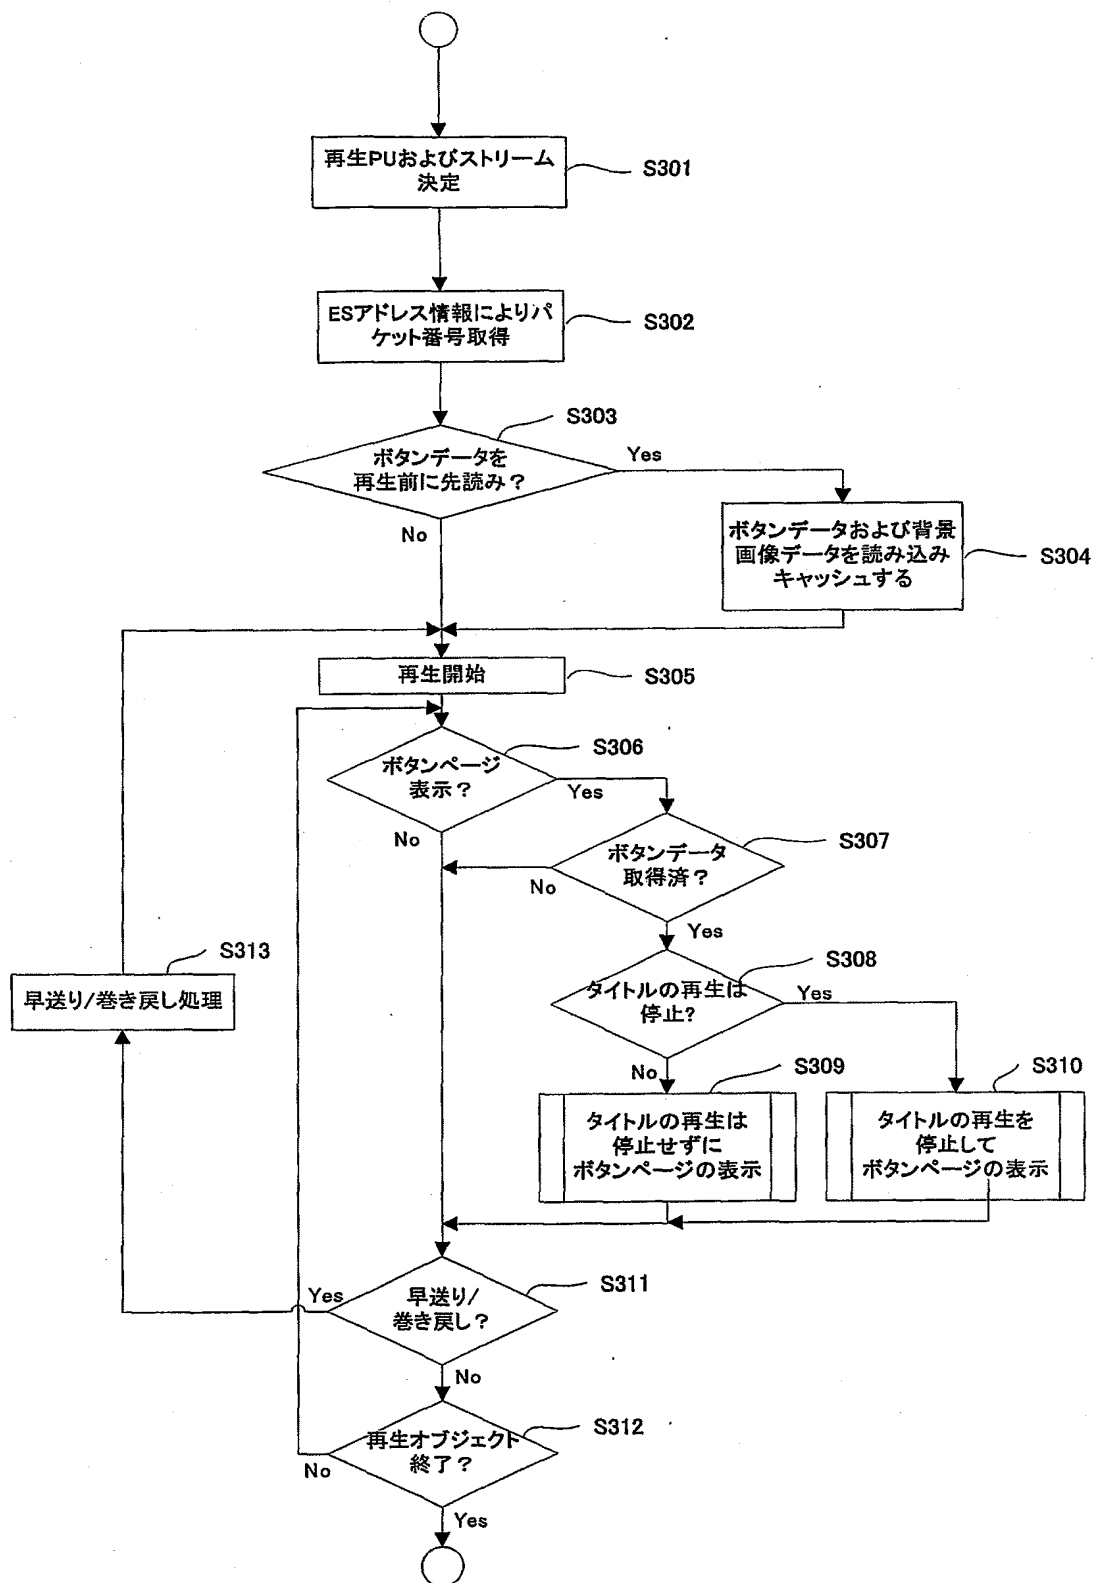 再生PUおよびストリーム
決定
S301
ESアドレス情報によりパ
ケット番号取得
S302
S303
ボタンデータを
再生前に先読み?
Yes
No
ボタンデータおよび背景
画像データを読み込み
キャッシュする
S304
再生開始
S305
S306
ボタンページ
表示?
Yes
No
S307
ボタンデータ
取得済?
No
Yes
S308
タイトルの再生は
停止?
Yes
No
S313
早送り/巻き戻し処理
S309
タイトルの再生は
停止せずに
ボタンページの表示
S310
タイトルの再生を
停止して
ボタンページの表示
S311
早送り/
巻き戻し?
Yes
No
S312
再生オブジェクト
終了?
No
Yes